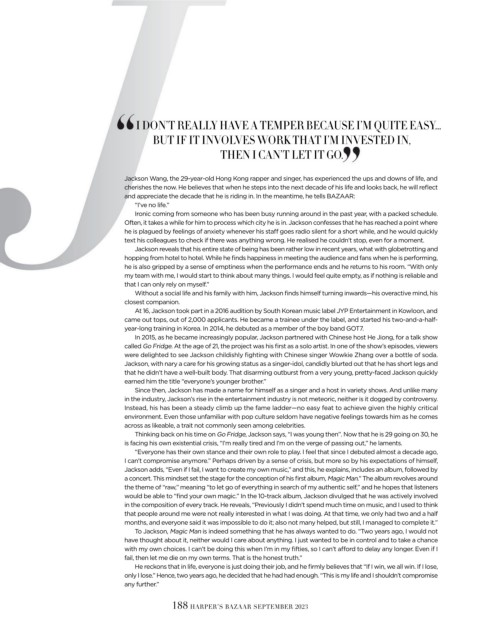 “I DON’T REALLY HAVE A TEMPER BECAUSE I’M QUITE EASY...
BUT IF IT INVOLVES WORK THAT I’M INVESTED IN,
THEN I CAN’T LET IT GO.”
Jackson Wang, the 29-year-old Hong Kong rapper and singer, has experienced the ups and downs of life, and
cherishes the now. He believes that when he steps into the next decade of his life and looks back, he will reflect
and appreciate the decade that he is riding in. In the meantime, he tells BAZAAR:
“I’ve no life.”
Ironic coming from someone who has been busy running around in the past year, with a packed schedule.
Often, it takes a while for him to process which city he is in. Jackson confesses that he has reached a point where
he is plagued by feelings of anxiety whenever his staff goes radio silent for a short while, and he would quickly
text his colleagues to check if there was anything wrong. He realised he couldn’t stop, even for a moment.
Jackson reveals that his entire state of being has been rather low in recent years, what with globetrotting and
hopping from hotel to hotel. While he finds happiness in meeting the audience and fans when he is performing,
he is also gripped by a sense of emptiness when the performance ends and he returns to his room. “With only
my team with me, I would start to think about many things. I would feel quite empty, as if nothing is reliable and
that I can only rely on myself.”
Without a social life and his family with him, Jackson finds himself turning inwards—his overactive mind, his
closest companion.
At 16, Jackson took part in a 2016 audition by South Korean music label JYP Entertainment in Kowloon, and
came out tops, out of 2,000 applicants. He became a trainee under the label, and started his two-and-a-half-
year-long training in Korea. In 2014, he debuted as a member of the boy band GOT7.
In 2015, as he became increasingly popular, Jackson partnered with Chinese host He Jiong, for a talk show
called Go Fridge. At the age of 21, the project was his first as a solo artist. In one of the show’s episodes, viewers
were delighted to see Jackson childishly fighting with Chinese singer Wowkie Zhang over a bottle of soda.
Jackson, with nary a care for his growing status as a singer-idol, candidly blurted out that he has short legs and
that he didn’t have a well-built body. That disarming outburst from a very young, pretty-faced Jackson quickly
earned him the title “everyone’s younger brother.”
Since then, Jackson has made a name for himself as a singer and a host in variety shows. And unlike many
in the industry, Jackson’s rise in the entertainment industry is not meteoric, neither is it dogged by controversy.
Instead, his has been a steady climb up the fame ladder—no easy feat to achieve given the highly critical
environment. Even those unfamiliar with pop culture seldom have negative feelings towards him as he comes
across as likeable, a trait not commonly seen among celebrities.
Thinking back on his time on Go Fridge, Jackson says, “I was young then”. Now that he is 29 going on 30, he
is facing his own existential crisis, “I’m really tired and I’m on the verge of passing out,” he laments.
“Everyone has their own stance and their own role to play. I feel that since I debuted almost a decade ago,
I can’t compromise anymore.” Perhaps driven by a sense of crisis, but more so by his expectations of himself,
Jackson adds, “Even if I fail, I want to create my own music,” and this, he explains, includes an album, followed by
a concert. This mindset set the stage for the conception of his first album, Magic Man.” The album revolves around
the theme of “raw,” meaning “to let go of everything in search of my authentic self.” and he hopes that listeners
would be able to “find your own magic.” In the 10-track album, Jackson divulged that he was actively involved
in the composition of every track. He reveals, “Previously I didn’t spend much time on music, and I used to think
that people around me were not really interested in what I was doing. At that time, we only had two and a half
months, and everyone said it was impossible to do it; also not many helped, but still, I managed to complete it.”
To Jackson, Magic Man is indeed something that he has always wanted to do. “Two years ago, I would not
have thought about it, neither would I care about anything. I just wanted to be in control and to take a chance
with my own choices. I can’t be doing this when I’m in my fifties, so I can’t afford to delay any longer. Even if I
fail, then let me die on my own terms. That is the honest truth.”
He reckons that in life, everyone is just doing their job, and he firmly believes that “If I win, we all win. If I lose,
only I lose.” Hence, two years ago, he decided that he had had enough. “This is my life and I shouldn’t compromise
any further.”
188 HARPER’S BAZAAR SEPTEMBER 2023